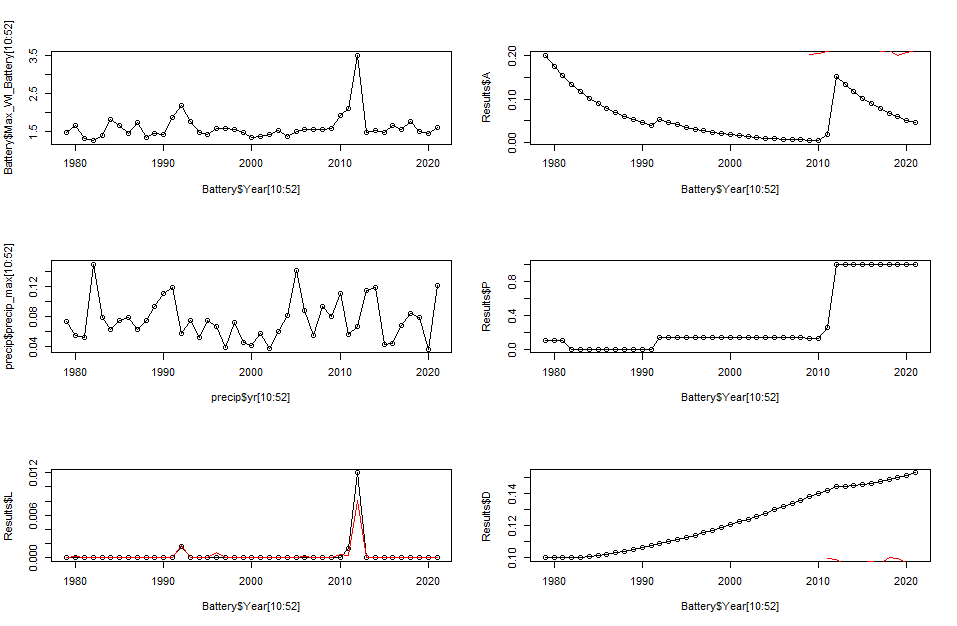 Battery$Max_WI_Battery[10:52]
1.5 2.5 3.5
1980 1990 2000 2010 2020
Battery$Year[10:52]
Results$A
0.00 0.10 0.20
1980 1990 2000 2010 2020
Battery$Year[10:52]
precip$precip_max[10:52]
0.04 0.08 0.12
1980 1990 2000 2010 2020
precip$yr[10:52]
Results$P
0.0 0.4 0.8
1980 1990 2000 2010 2020
Battery$Year[10:52]
Results$L
0.000 0.006 0.012
1980 1990 2000 2010 2020
Battery$Year[10:52]
Results$D
0.10 0.12 0.14
1980 1990 2000 2010 2020
Battery$Year[10:52]